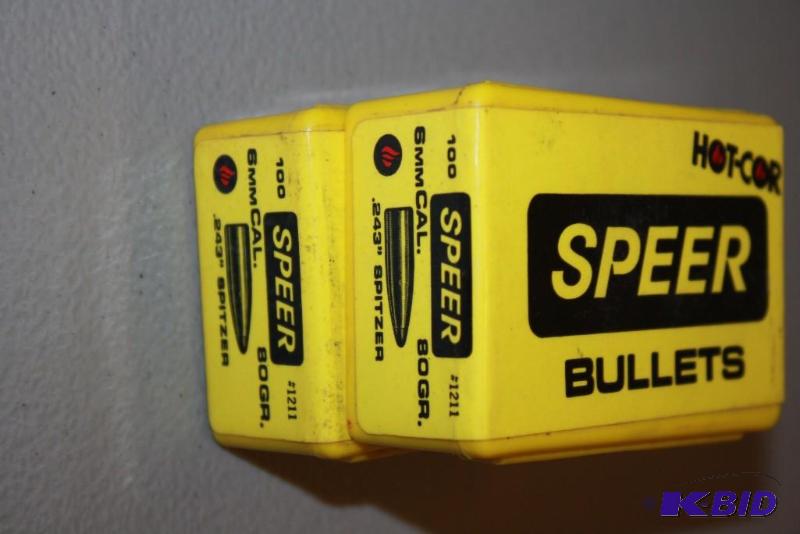 HOT-COR
SPEER
BULLETS
100 SPEER #1211
6MM CAL. 80GR.
.243" SPITZER
100 SPEER #1211
6MM CAL. 80GR.
.243" SPITZER
K-BID